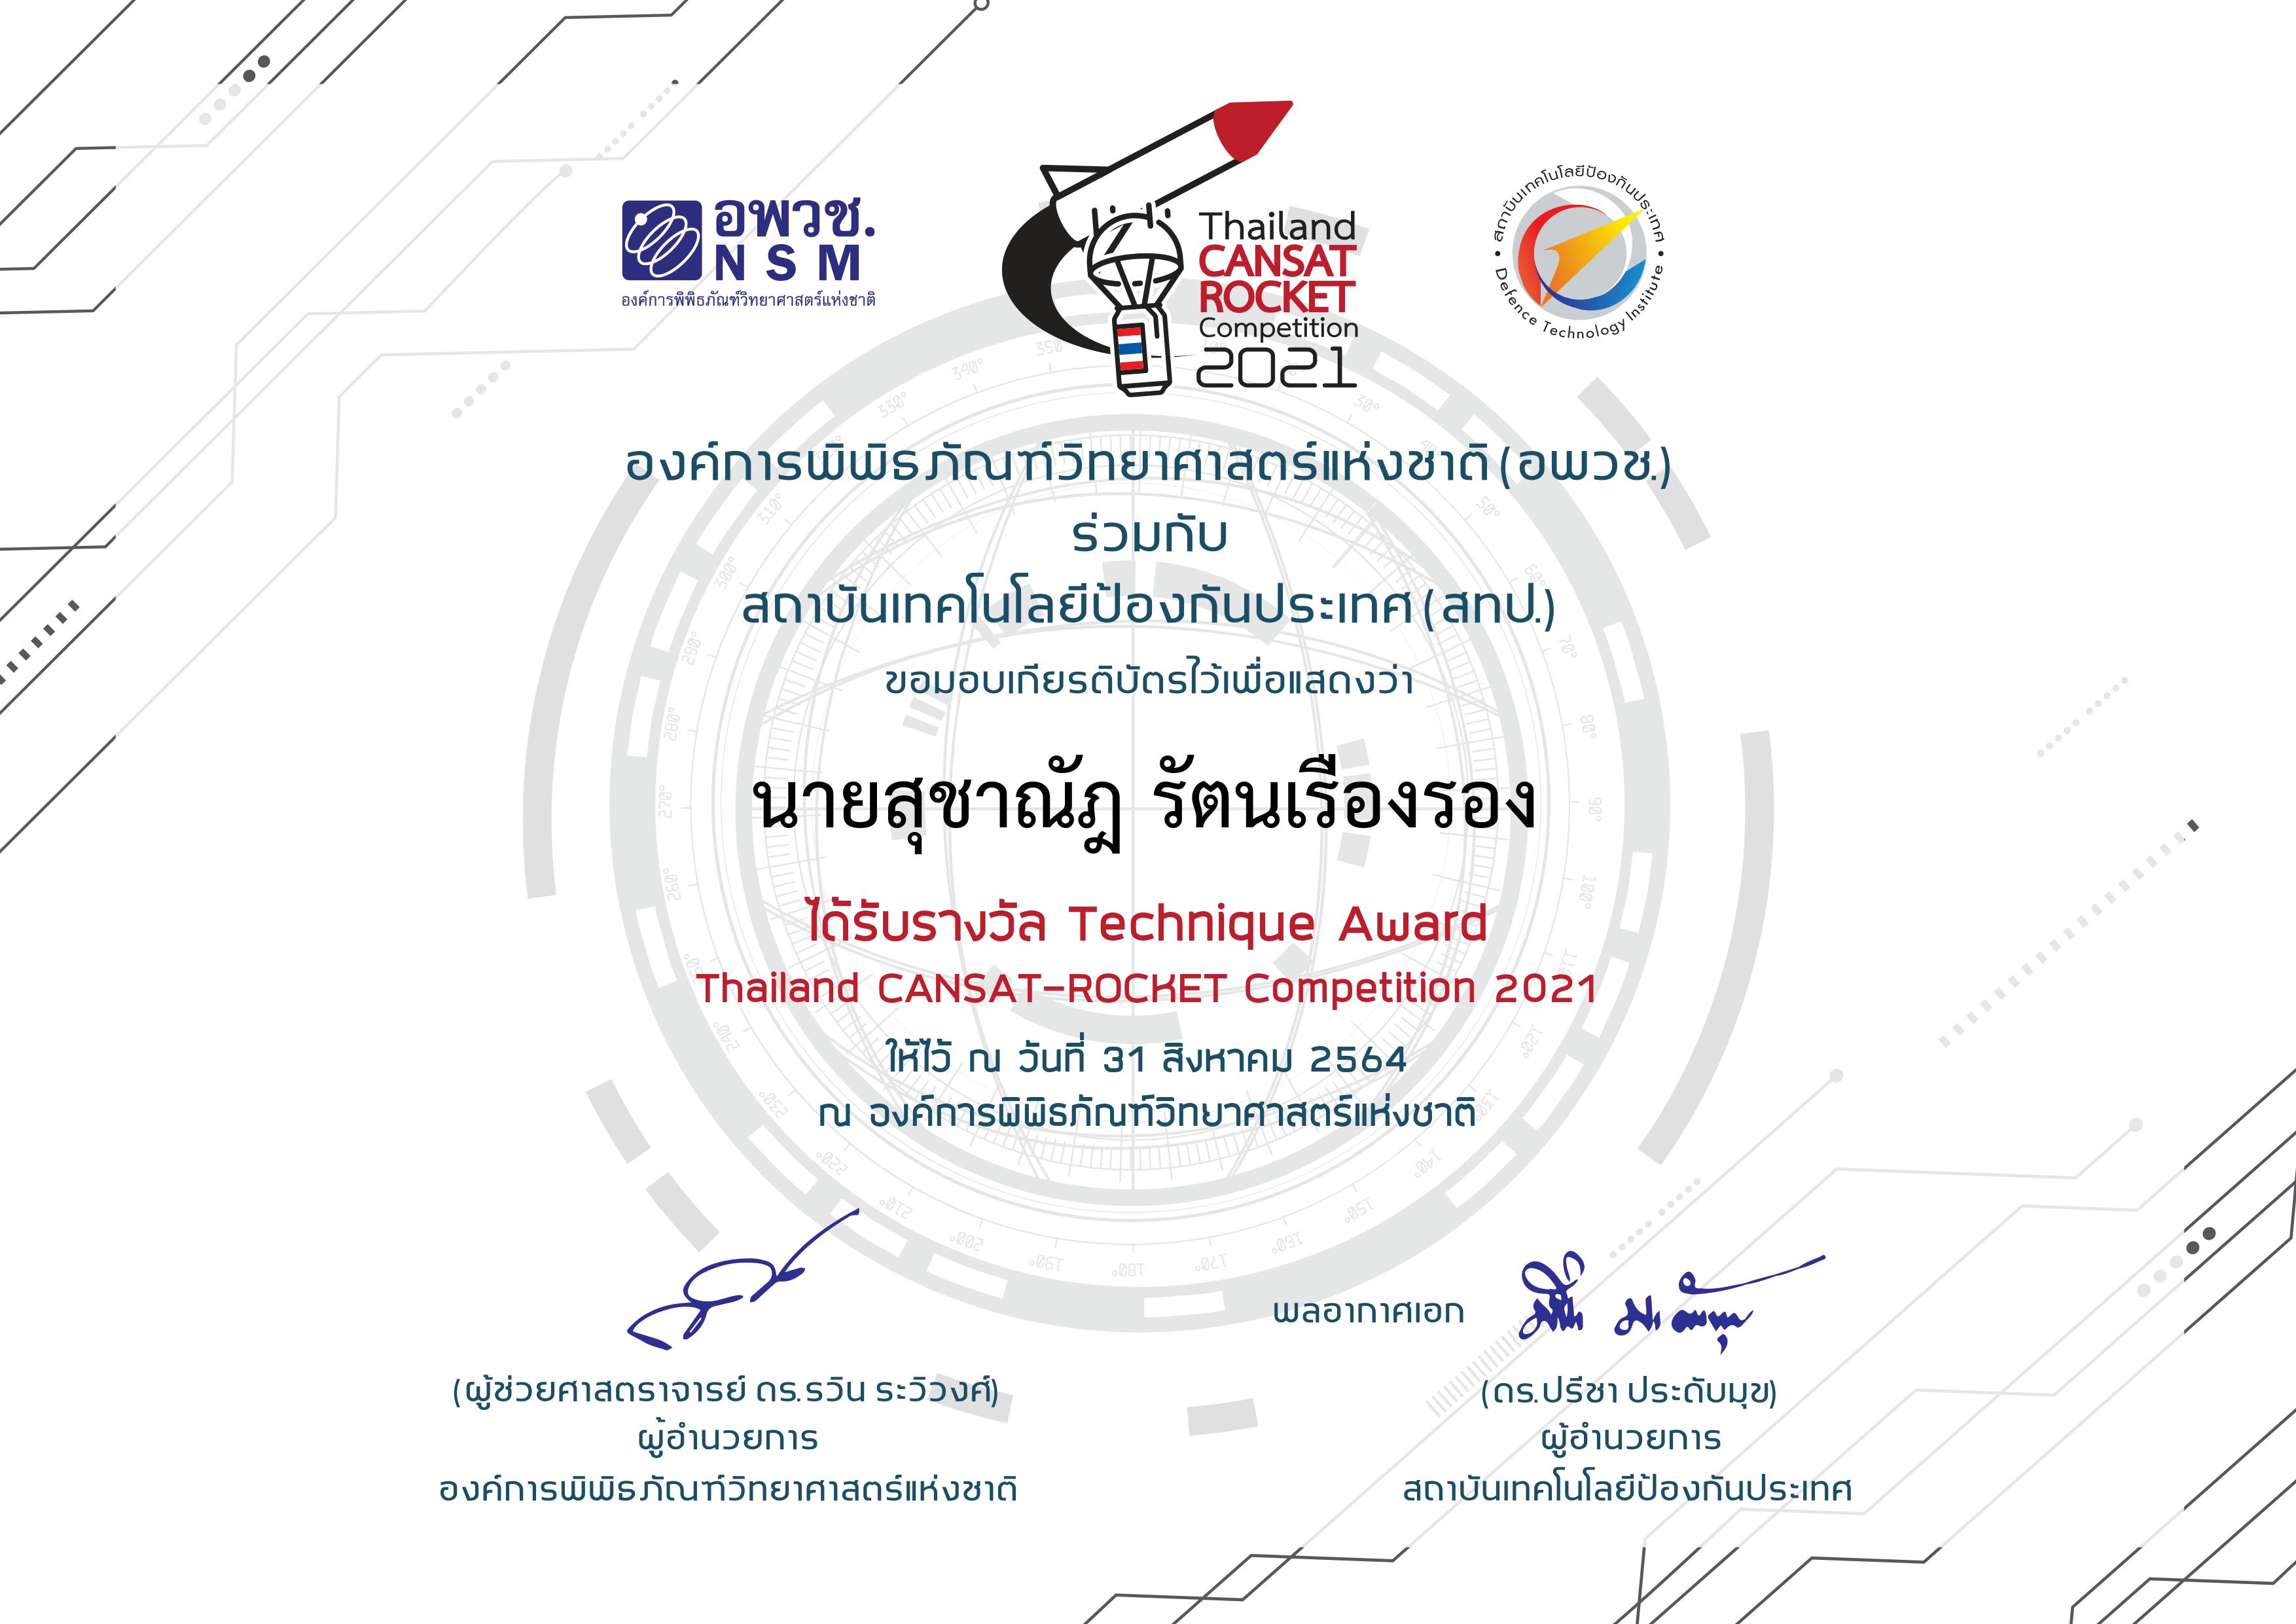 อพวช.
NSM
องค์การพิพิธภัณฑ์วิทยาศาสตร์แห่งชาติ
Thailand
CANSAT
ROCKET
Competition
2021
• สถาบันเทคโนโลยีป้องกันประเทศ •
Defence Technology Institute
องค์การพิพิธภัณฑ์วิทยาศาสตร์แห่งชาติ (อพวช.)
ร่วมกับ
สถาบันเทคโนโลยีป้องกันประเทศ (สทป.)
ขอมอบเกียรติบัตรไว้เพื่อแสดงว่า
นายสุชาณัฎ รัตนเรืองรอง
ได้รับรางวัล Technique Award
Thailand CANSAT-ROCKET Competition 2021
ให้ไว้ ณ วันที่ 31 สิงหาคม 2564
ณ องค์การพิพิธภัณฑ์วิทยาศาสตร์แห่งชาติ
พลอากาศเอก
(ผู้ช่วยศาสตราจารย์ ดร.รวิน ระวิวงศ์)
ผู้อำนวยการ
องค์การพิพิธภัณฑ์วิทยาศาสตร์แห่งชาติ
(ดร.ปรีชา ประดับมุข)
ผู้อำนวยการ
สถาบันเทคโนโลยีป้องกันประเทศ